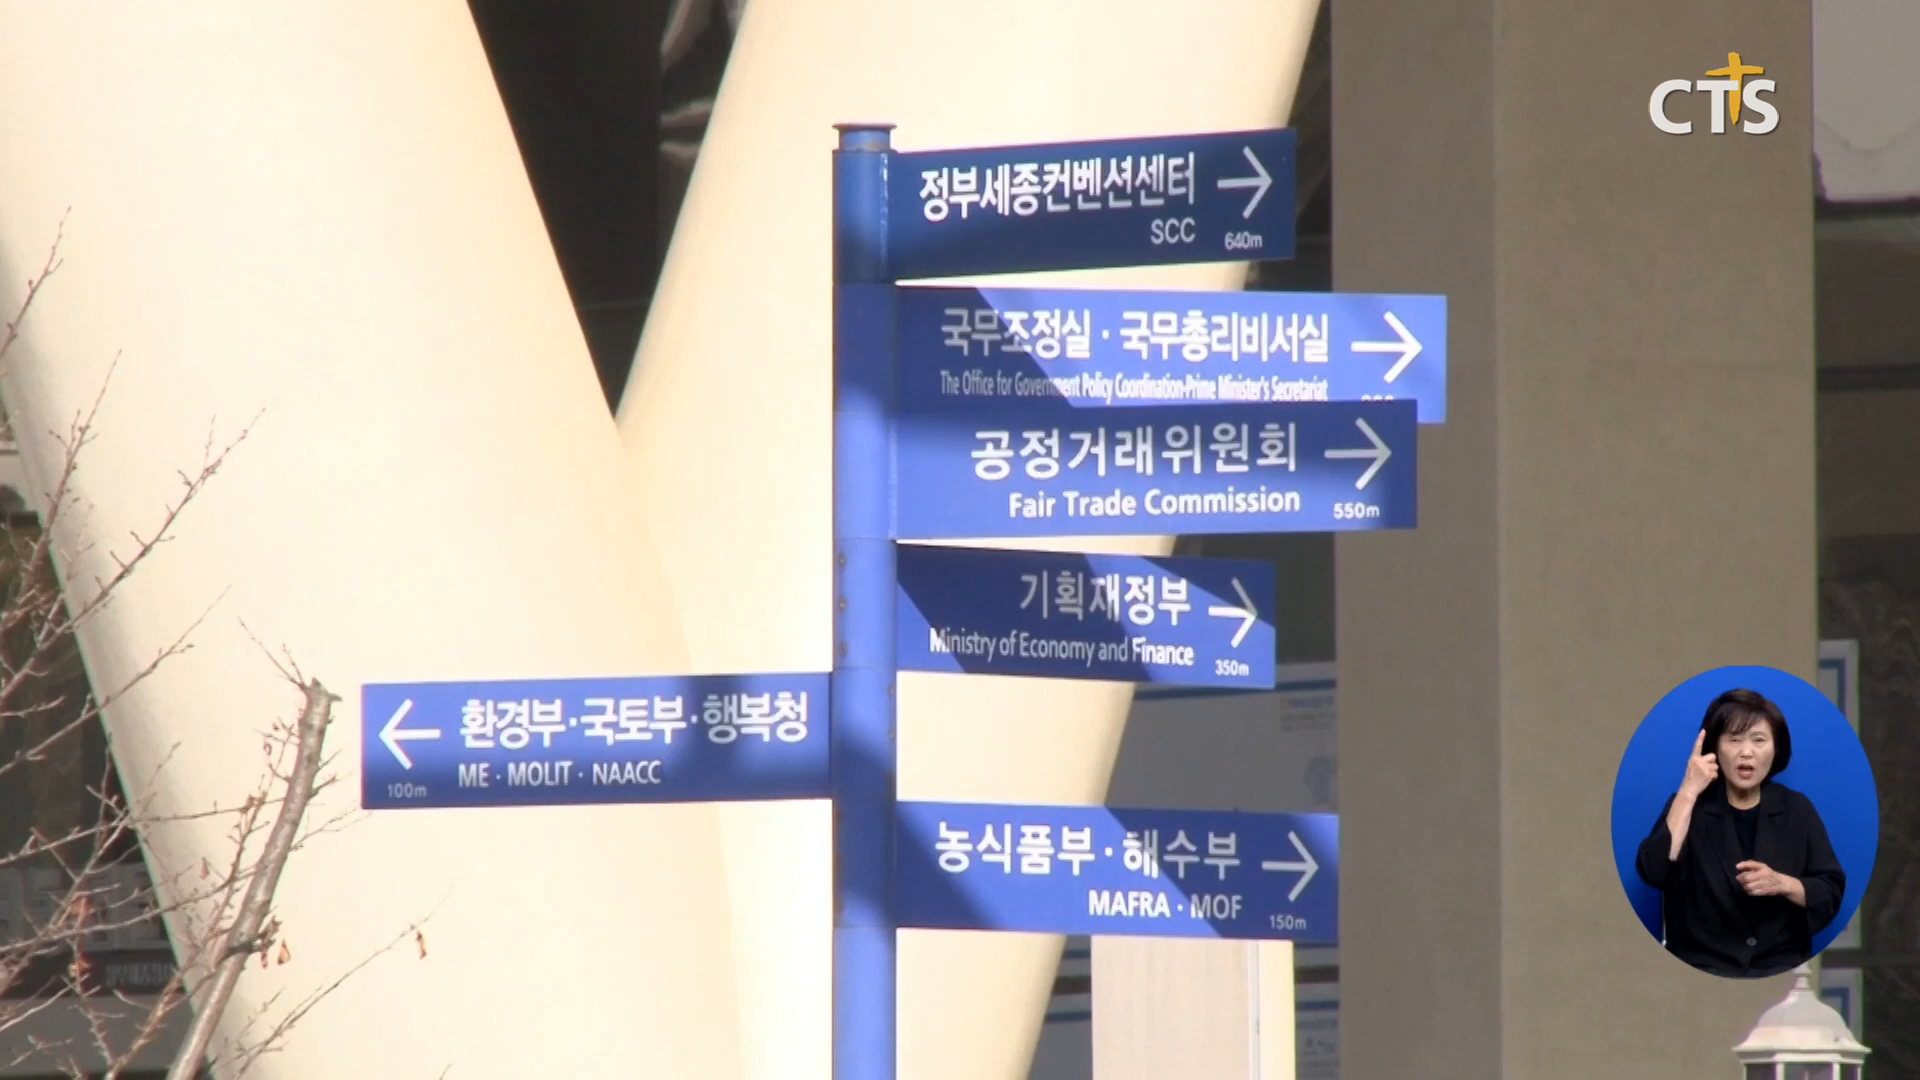 CTS
정부세종컨벤션센터
SCC
640m
국무조정실 · 국무총리비서실
The Office for Government Policy Coordination·Prime Minister's Secretariat
공정거래위원회
Fair Trade Commission
550m
기획재정부
Ministry of Economy and Finance
350m
환경부·국토부·행복청
ME · MOLIT · NAACC
100m
농식품부 · 해수부
MAFRA · MOF
150m